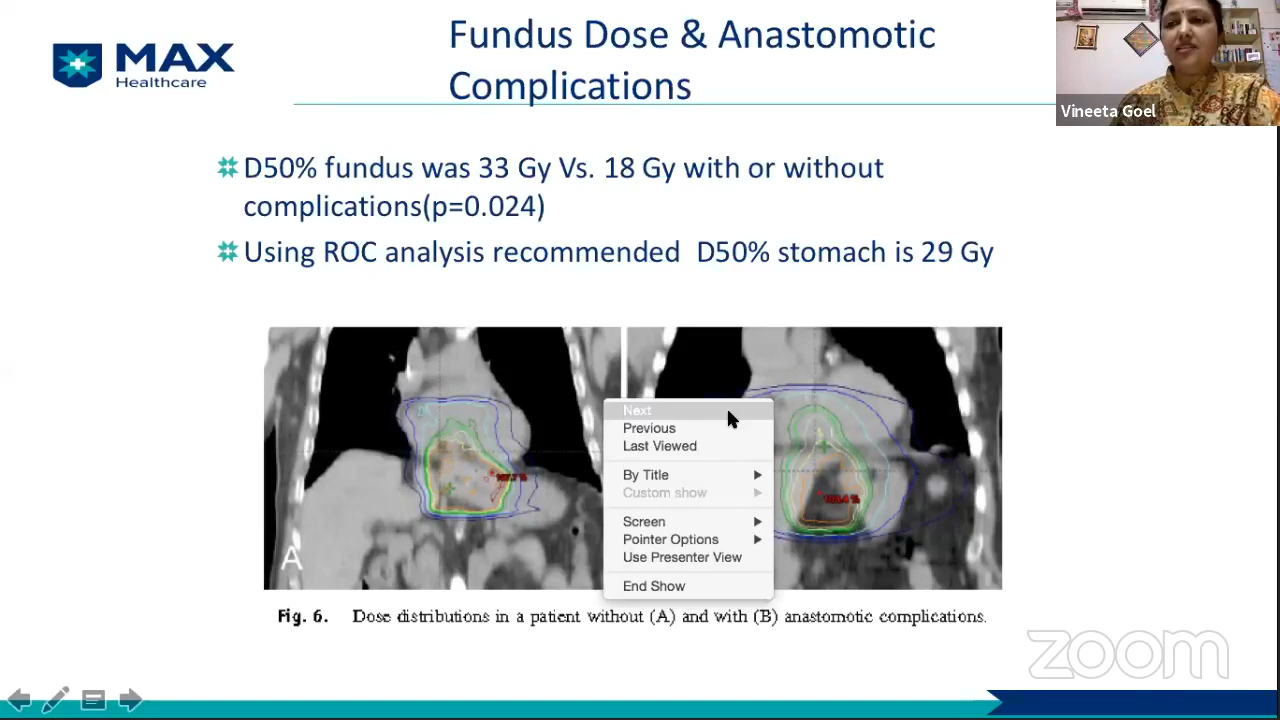 MAX
Healthcare
Fundus Dose & Anastomotic
Complications
Vineeta Goel
D50% fundus was 33 Gy Vs. 18 Gy with or without
complications(p=0.024)
Using ROC analysis recommended D50% stomach is 29 Gy
Next
Previous
Last Viewed
By Title
Custom show
Screen
Pointer Options
Use Presenter View
End Show
A
Fig. 6. Dose distributions in a patient without (A) and with (B) anastomotic complications.
zoom